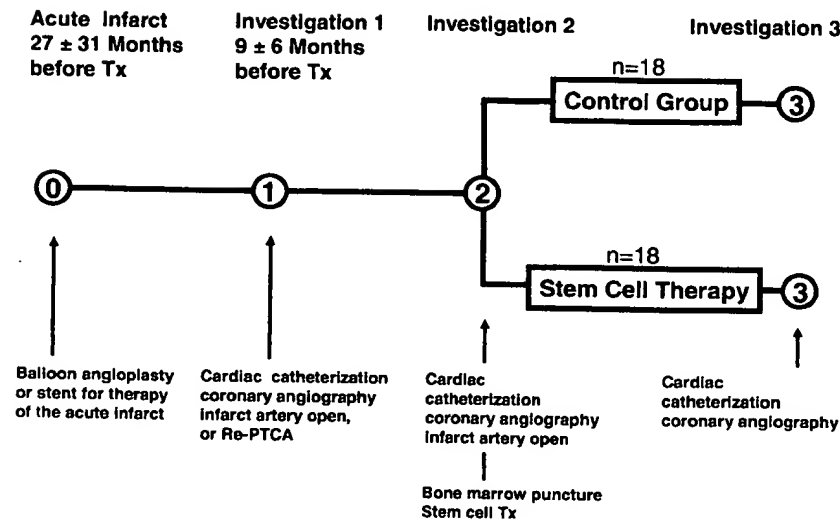 Acute Infarct
27 ± 31 Months
before Tx
Investigation 1
9 ± 6 Months
before Tx
Investigation 2
Investigation 3
n=18
Control Group
3
0
1
2
n=18
Stem Cell Therapy
3
Balloon angioplasty
or stent for therapy
of the acute infarct
Cardiac catheterization
coronary angiography
infarct artery open,
or Re-PTCA
Cardiac
catheterization
coronary angiography
infarct artery open
Bone marrow puncture
Stem cell Tx
Cardiac
catheterization
coronary angiography